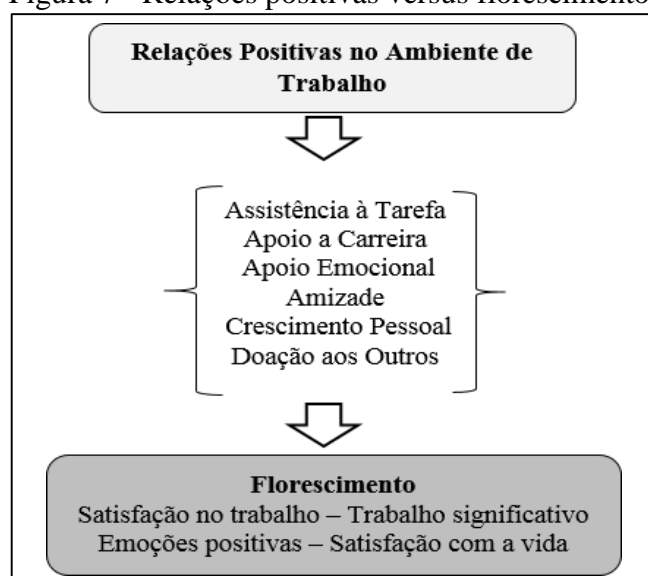 Figura 7 - Relações positivas versus florescimento
Relações Positivas no Ambiente de
Trabalho
Assistência à Tarefa
Apoio a Carreira
Apoio Emocional
Amizade
Crescimento Pessoal
Doação aos Outros
Florescimento
Satisfação no trabalho – Trabalho significativo
Emoções positivas – Satisfação com a vida